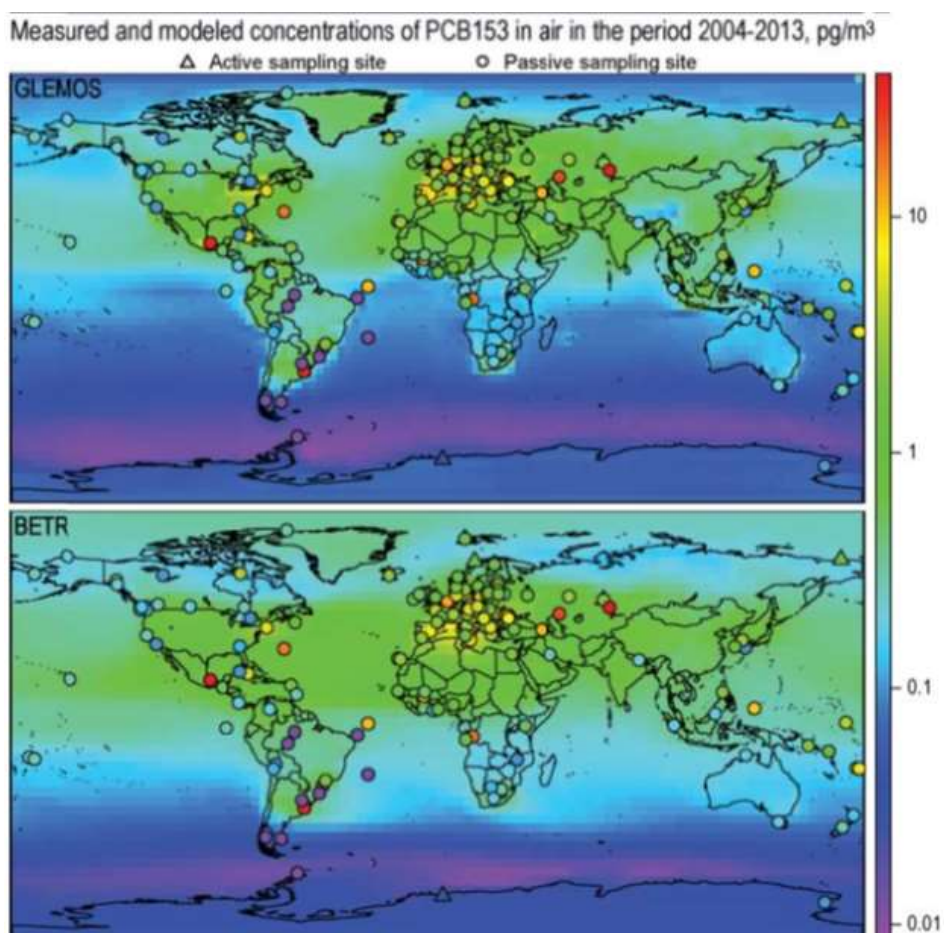 Measured and modeled concentrations of PCB153 in air in the period 2004-2013, pg/m³
△ Active sampling site ○ Passive sampling site
GLEMOS
10
1
BETR
0.1
0.01